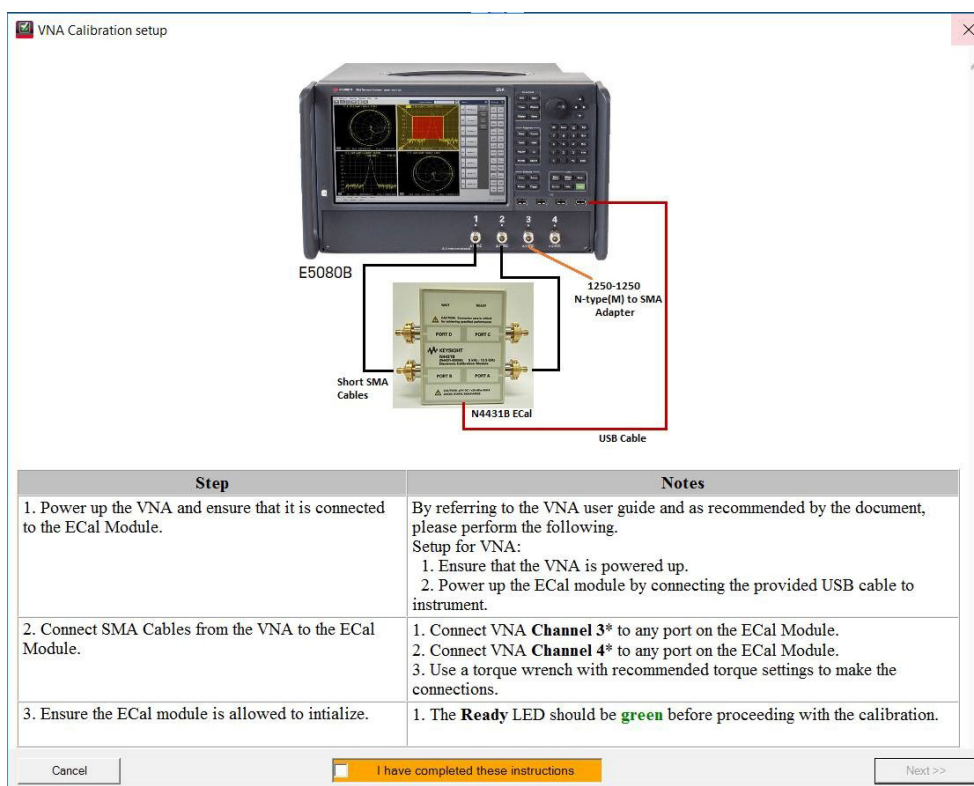 VNA Calibration setup
1 2 3 4
E5080B
1250-1250
N-type(M) to SMA
Adapter
WAIT READY
PORT D PORT C
KEYSIGHT
N4431B
Electronic Calibration Module
PORT B PORT A
Short SMA
Cables
N4431B ECal
USB Cable
Step Notes
1. Power up the VNA and ensure that it is connected
to the ECal Module.
By referring to the VNA user guide and as recommended by the document,
please perform the following.
Setup for VNA:
1. Ensure that the VNA is powered up.
2. Power up the ECal module by connecting the provided USB cable to
instrument.
2. Connect SMA Cables from the VNA to the ECal
Module.
1. Connect VNA Channel 3* to any port on the ECal Module.
2. Connect VNA Channel 4* to any port on the ECal Module.
3. Use a torque wrench with recommended torque settings to make the
connections.
3. Ensure the ECal module is allowed to intialize.
1. The Ready LED should be green before proceeding with the calibration.
Cancel I have completed these instructions Next >>